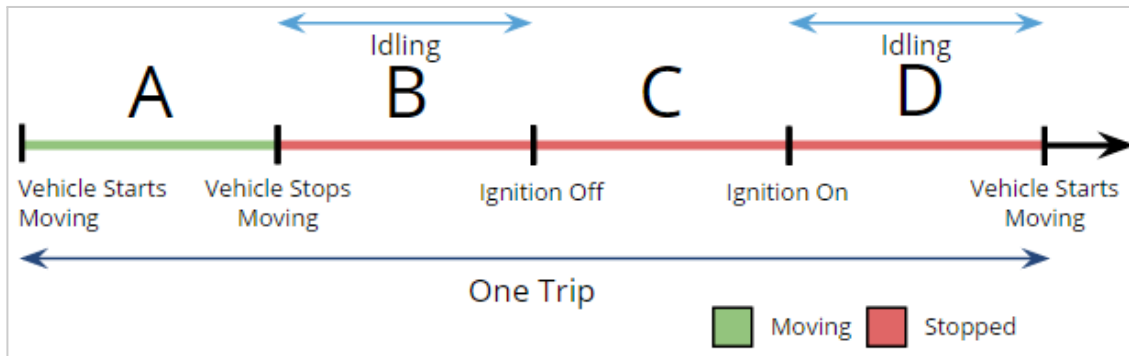 Idling
Idling
A
B
C
D
Vehicle Starts
Moving
Vehicle Stops
Moving
Ignition Off
Ignition On
Vehicle Starts
Moving
One Trip
Moving
Stopped